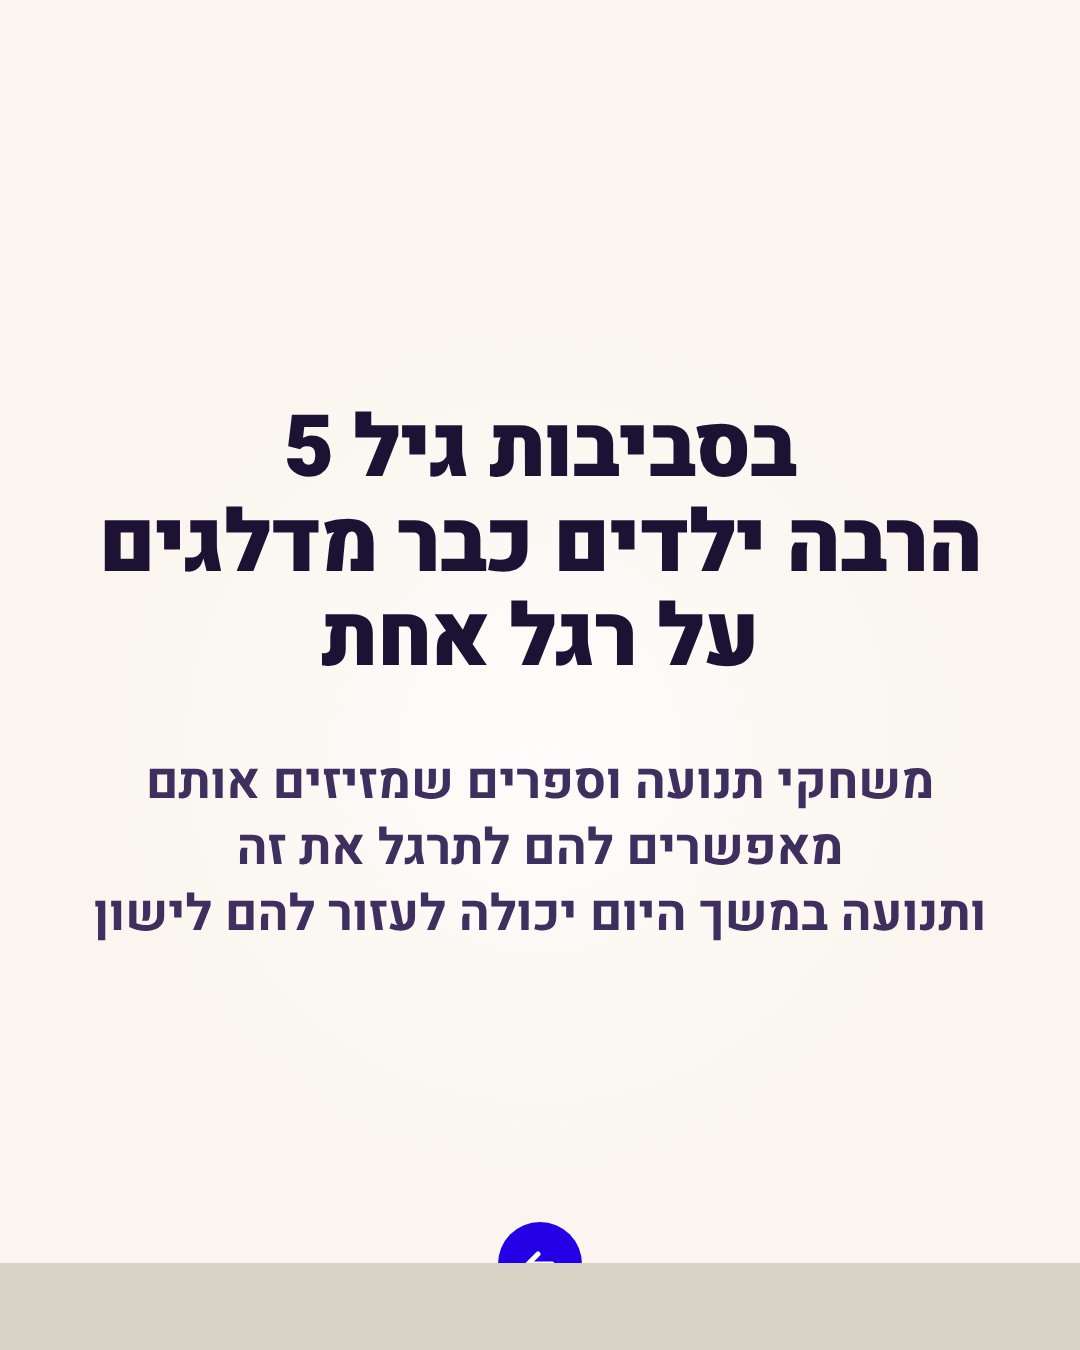 בסביבות גיל 5
הרבה ילדים כבר מדלגים
על רגל אחת
משחקי תנועה וספרים שמזיזים אותם
מאפשרים להם לתרגל את זה
ותנועה במשך היום יכולה לעזור להם לישון